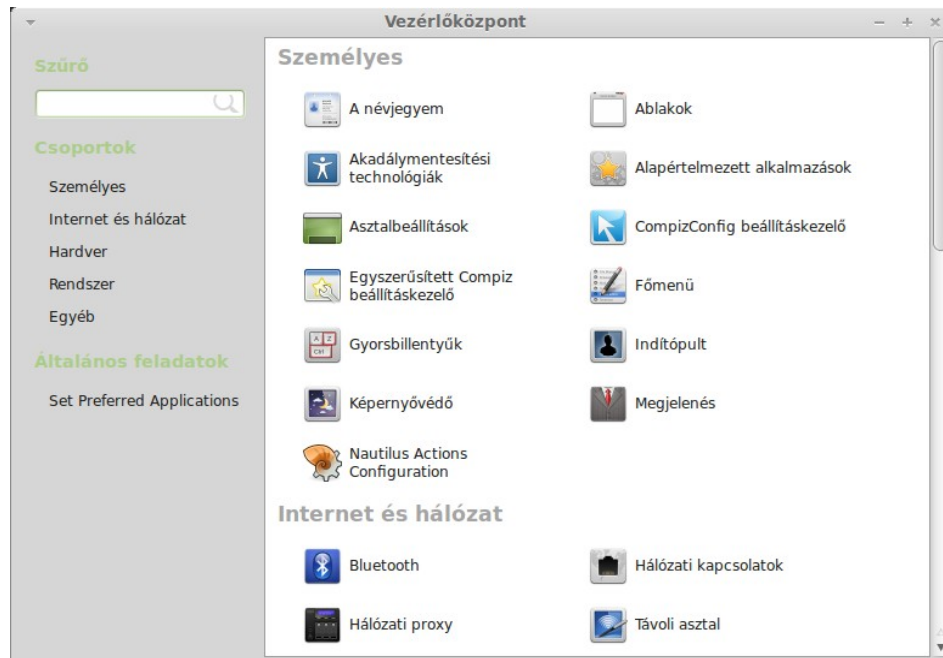 Vezérlőközpont
Szűrő
Csoportok
Személyes
Internet és hálózat
Hardver
Rendszer
Egyéb
Általános feladatok
Set Preferred Applications
Személyes
A névjegyem
Ablakok
Akadálymentesítési
technológiák
Alapértelmezett alkalmazások
Asztalbeállítások
CompizConfig beállításkezelő
Egyszerűsített Compiz
beállításkezelő
Főmenü
Gyorsbillentyűk
Indítópult
Képernyővédő
Megjelenés
Nautilus Actions
Configuration
Internet és hálózat
Bluetooth
Hálózati kapcsolatok
Hálózati proxy
Távoli asztal